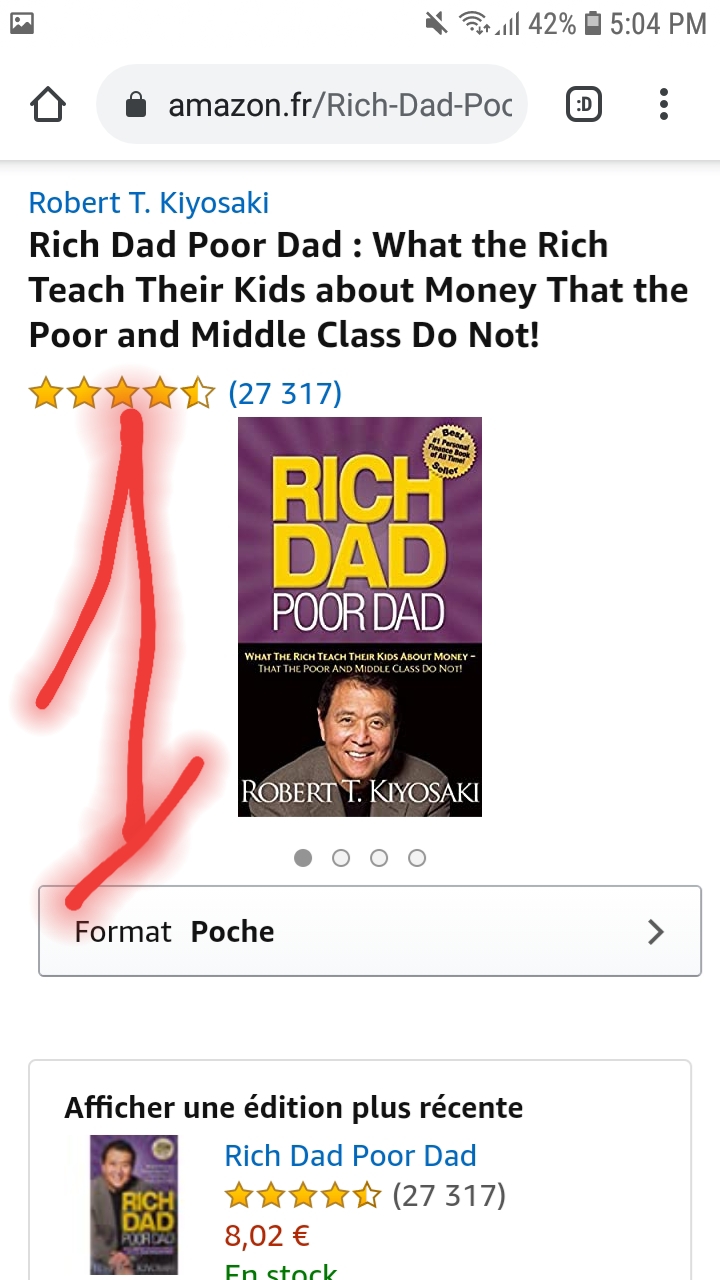 42% 5:04 PM
:D
amazon.fr/Rich-Dad-Poc
Robert T. Kiyosaki
Rich Dad Poor Dad : What the Rich
Teach Their Kids about Money That the
Poor and Middle Class Do Not!
(27 317)
1
Best
#1 Personal
Finance Book
of All Time!
Seller
RICH
DAD
POOR DAD
WHAT THE RICH TEACH THEIR KIDS ABOUT MONEY –
THAT THE POOR AND MIDDLE CLASS DO NOT!
ROBERT T. KIYOSAKI
Format Poche
Afficher une édition plus récente
Rich Dad Poor Dad
(27 317)
8,02 €
En stock
RICH
DAD
POOR DAD